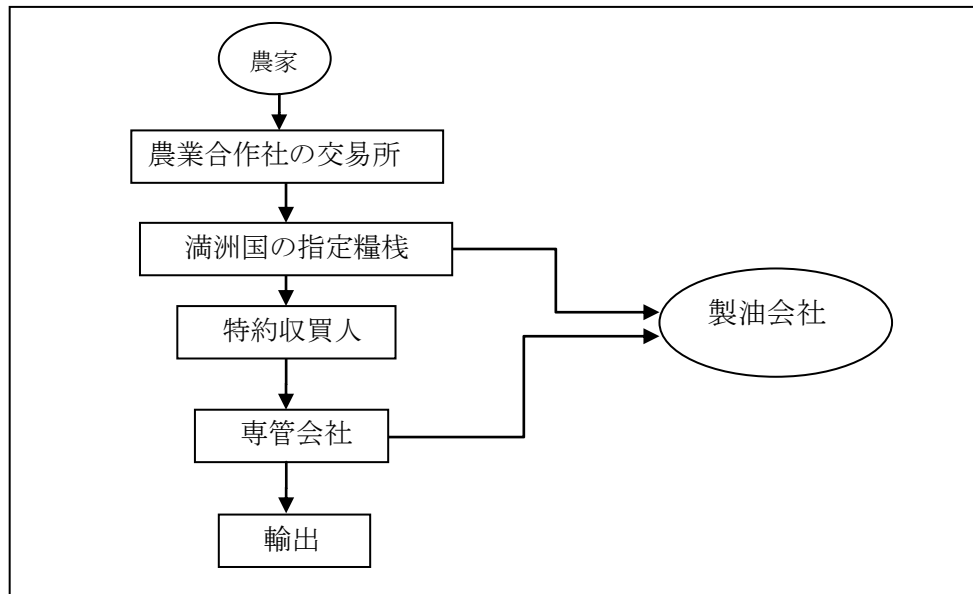 農家
農業合作社の交易所
満洲国の指定糧桟
特約収買人
専管会社
輸出
製油会社